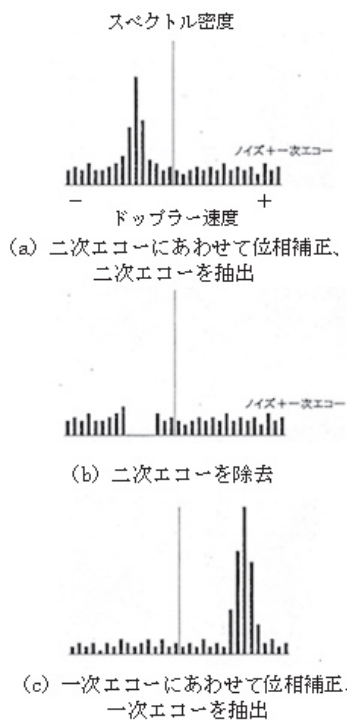 スペクトル密度
ノイズ+一次エコー
− +
ドップラー速度
(a) 二次エコーにあわせて位相補正、
二次エコーを抽出
ノイズ+一次エコー
(b) 二次エコーを除去
(c) 一次エコーにあわせて位相補正、
一次エコーを抽出